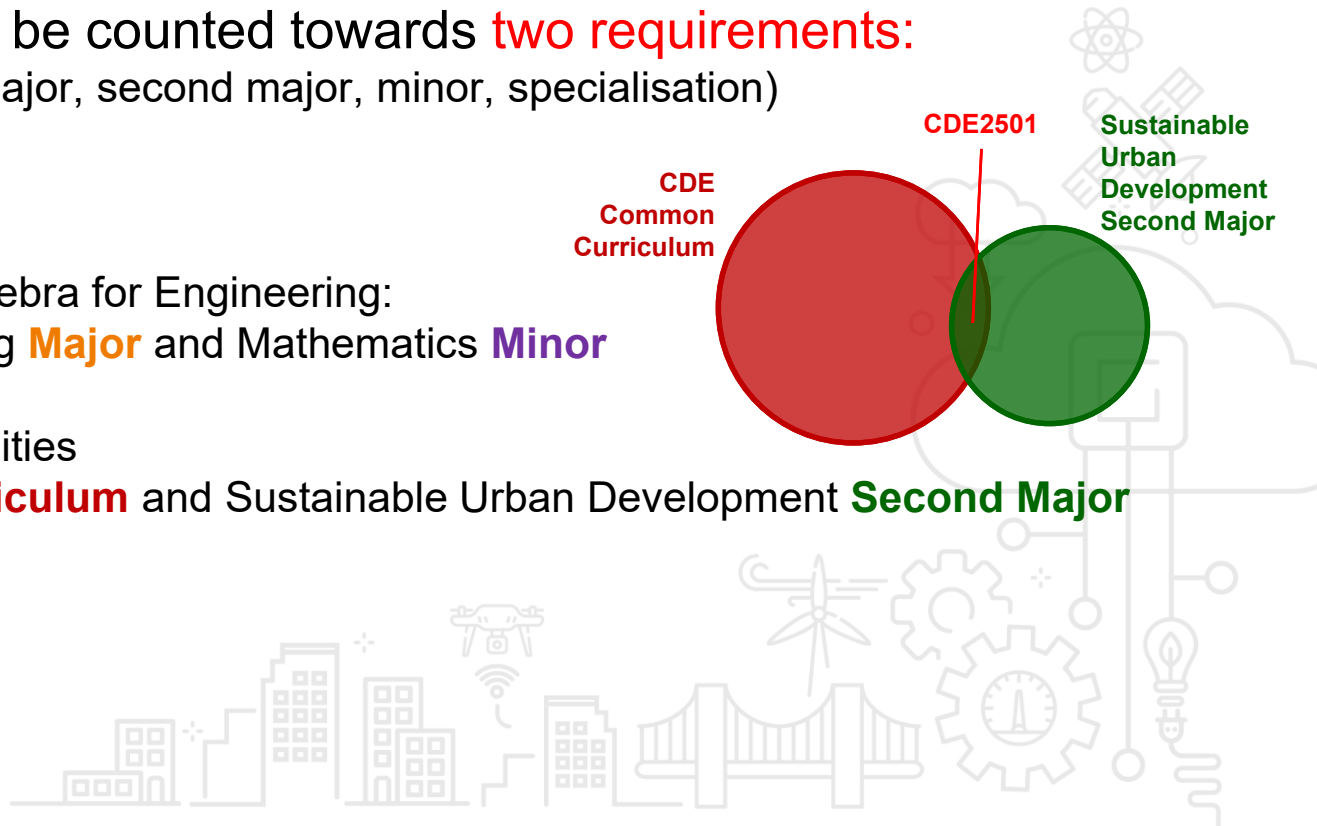 be counted towards two requirements:
ajor, second major, minor, specialisation)
CDE2501
Sustainable
Urban
Development
Second Major
CDE
Common
Curriculum
ebra for Engineering:
g Major and Mathematics Minor
ities
iculum and Sustainable Urban Development Second Major